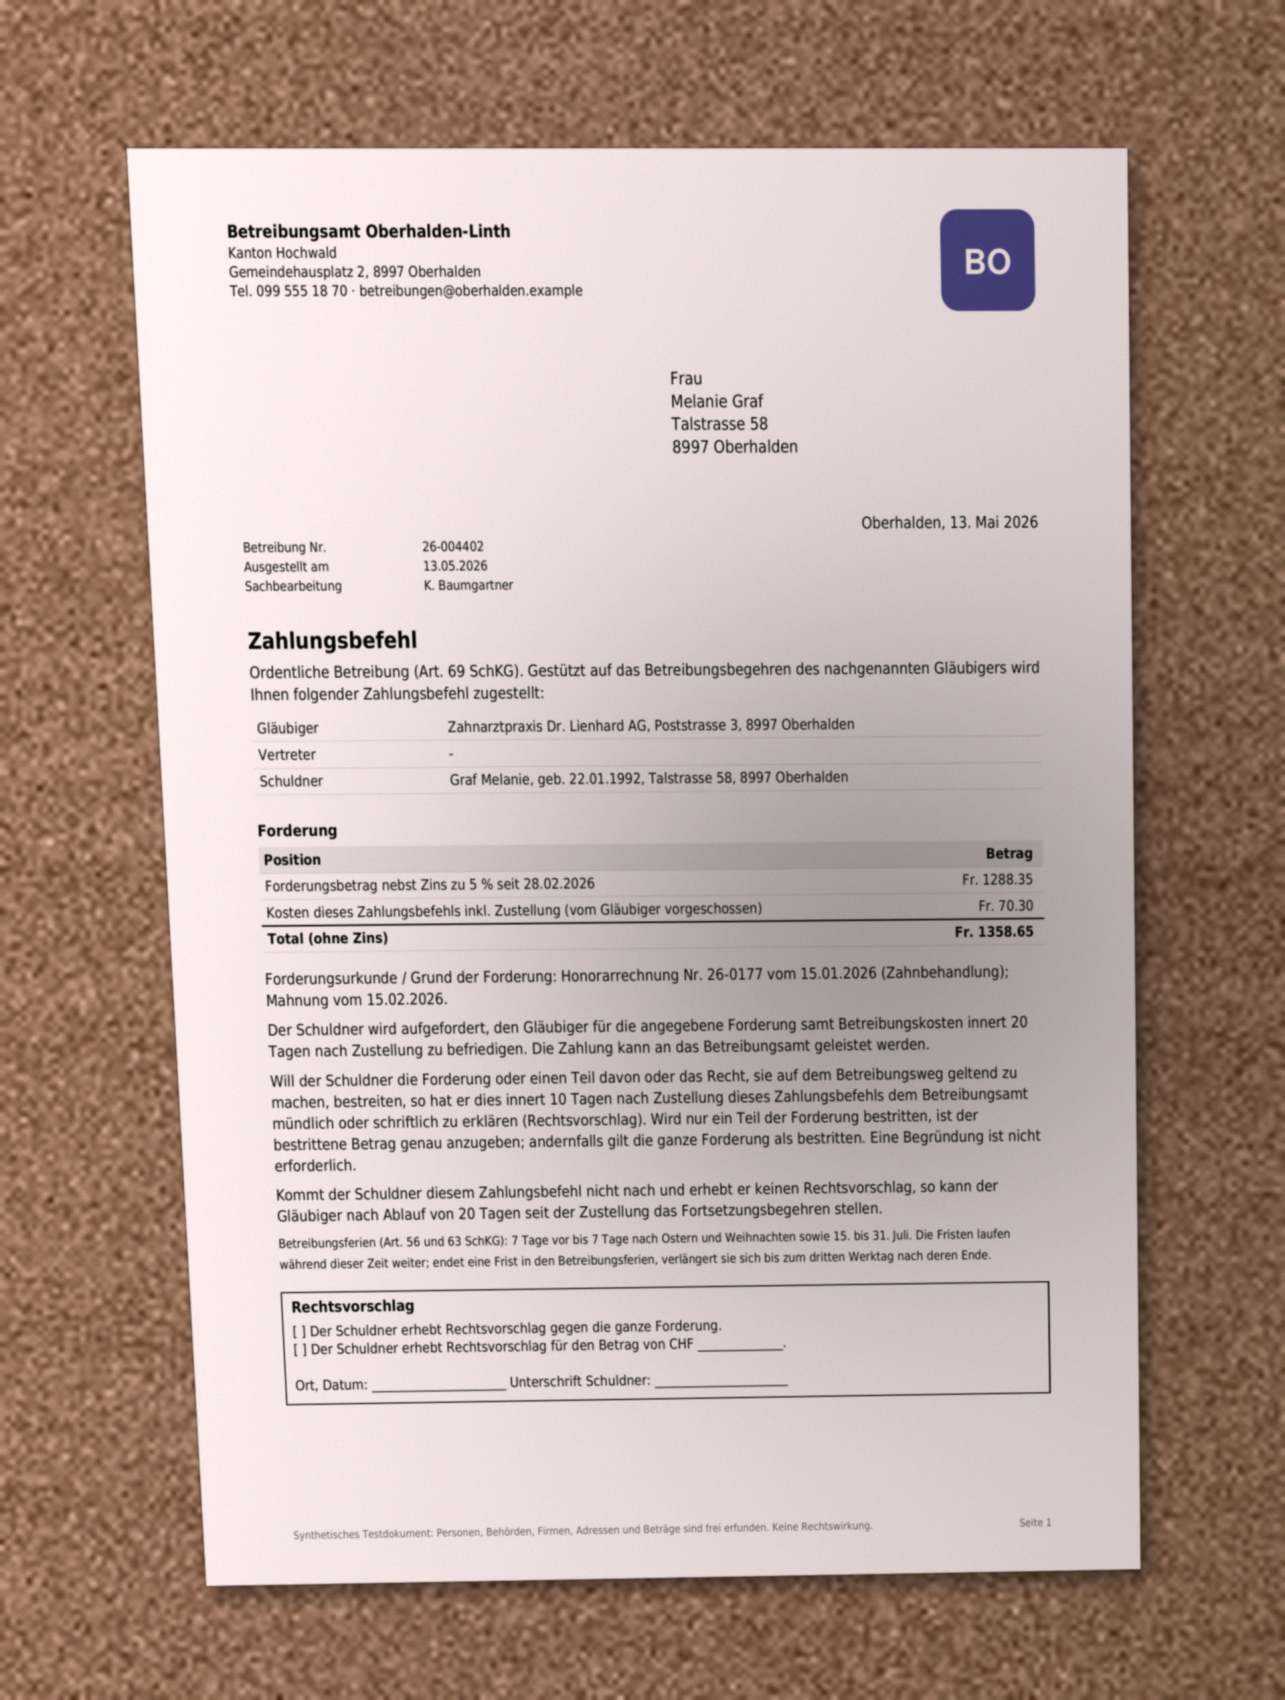 Betreibungsamt Oberhalden-Linth
Kanton Hochwald
Gemeindehausplatz 2, 8997 Oberhalden
Tel. 099 555 18 70 · betreibungen@oberhalden.example
BO
Frau
Melanie Graf
Talstrasse 58
8997 Oberhalden
Oberhalden, 13. Mai 2026
Betreibung Nr. 26-004402
Ausgestellt am 13.05.2026
Sachbearbeitung K. Baumgartner
Zahlungsbefehl
Ordentliche Betreibung (Art. 69 SchKG). Gestützt auf das Betreibungsbegehren des nachgenannten Gläubigers wird
Ihnen folgender Zahlungsbefehl zugestellt:
Gläubiger Zahnarztpraxis Dr. Lienhard AG, Poststrasse 3, 8997 Oberhalden
Vertreter -
Schuldner Graf Melanie, geb. 22.01.1992, Talstrasse 58, 8997 Oberhalden
Forderung
Position Betrag
Forderungsbetrag nebst Zins zu 5 % seit 28.02.2026 Fr. 1288.35
Kosten dieses Zahlungsbefehls inkl. Zustellung (vom Gläubiger vorgeschossen) Fr. 70.30
Total (ohne Zins) Fr. 1358.65
Forderungsurkunde / Grund der Forderung: Honorarrechnung Nr. 26-0177 vom 15.01.2026 (Zahnbehandlung);
Mahnung vom 15.02.2026.
Der Schuldner wird aufgefordert, den Gläubiger für die angegebene Forderung samt Betreibungskosten innert 20
Tagen nach Zustellung zu befriedigen. Die Zahlung kann an das Betreibungsamt geleistet werden.
Will der Schuldner die Forderung oder einen Teil davon oder das Recht, sie auf dem Betreibungsweg geltend zu
machen, bestreiten, so hat er dies innert 10 Tagen nach Zustellung dieses Zahlungsbefehls dem Betreibungsamt
mündlich oder schriftlich zu erklären (Rechtsvorschlag). Wird nur ein Teil der Forderung bestritten, ist der
bestrittene Betrag genau anzugeben; andernfalls gilt die ganze Forderung als bestritten. Eine Begründung ist nicht
erforderlich.
Kommt der Schuldner diesem Zahlungsbefehl nicht nach und erhebt er keinen Rechtsvorschlag, so kann der
Gläubiger nach Ablauf von 20 Tagen seit der Zustellung das Fortsetzungsbegehren stellen.
Betreibungsferien (Art. 56 und 63 SchKG): 7 Tage vor bis 7 Tage nach Ostern und Weihnachten sowie 15. bis 31. Juli. Die Fristen laufen
während dieser Zeit weiter; endet eine Frist in den Betreibungsferien, verlängert sie sich bis zum dritten Werktag nach deren Ende.
Rechtsvorschlag
[ ] Der Schuldner erhebt Rechtsvorschlag gegen die ganze Forderung.
[ ] Der Schuldner erhebt Rechtsvorschlag für den Betrag von CHF ____________.
Ort, Datum: ___________________ Unterschrift Schuldner: ___________________
Synthetisches Testdokument: Personen, Behörden, Firmen, Adressen und Beträge sind frei erfunden. Keine Rechtswirkung. Seite 1